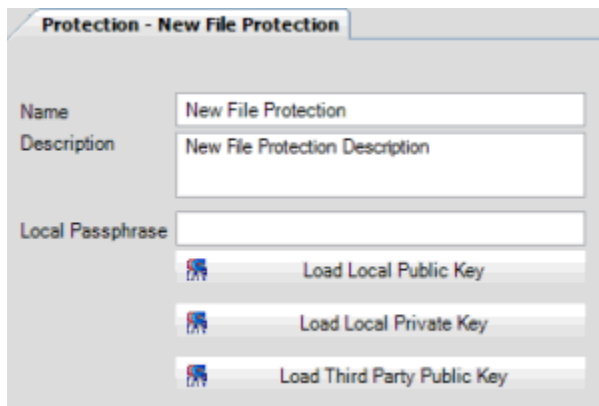 Protection - New File Protection
Name
New File Protection
Description
New File Protection Description
Local Passphrase
Load Local Public Key
Load Local Private Key
Load Third Party Public Key